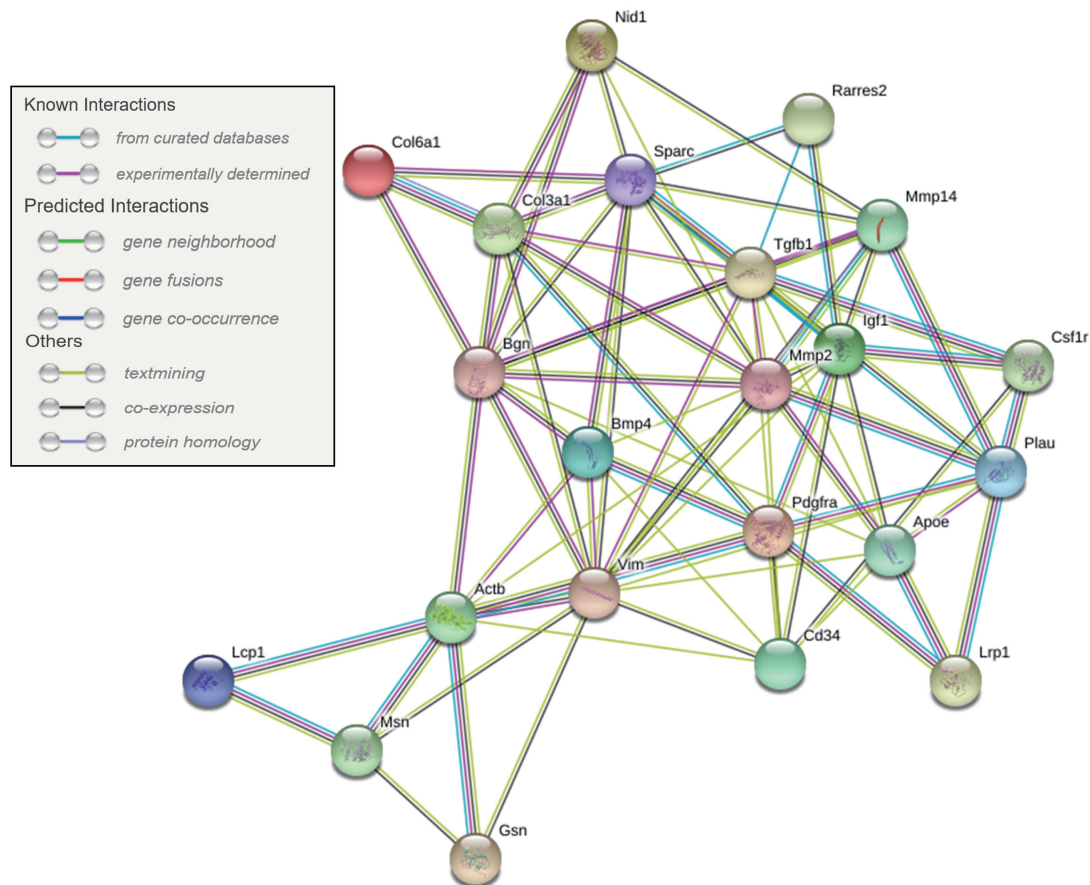 Known Interactions
from curated databases
experimentally determined
Predicted Interactions
gene neighborhood
gene fusions
gene co-occurrence
Others
textmining
co-expression
protein homology
Nid1
Rarres2
Col6a1
Sparc
Col3a1
Mmp14
Tgfb1
Igf1
Csf1r
Bgn
Mmp2
Bmp4
Plau
Pdgfra
Apoe
Vim
Actb
Cd34
Lrp1
Lcp1
Msn
Gsn